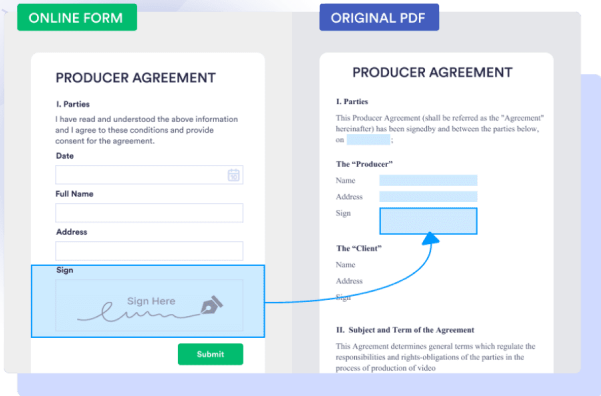 ONLINE FORM
PRODUCER AGREEMENT
I. Parties
I have read and understood the above information
and I agree to these conditions and provide
consent for the agreement.
Date
Full Name
Address
Sign
Sign Here
Submit
ORIGINAL PDF
PRODUCER AGREEMENT
I. Parties
This Producer Agreement (shall be referred as the "Agreement"
hereinafter) has been signedby and between the parties below,
on ;
The “Producer”
Name
Address
Sign
The “Client”
Name
Address
Sign
II. Subject and Term of the Agreement
This Agreement determines general terms which regulate the
responsibilities and rights-obligations of the parties in the
process of production of video